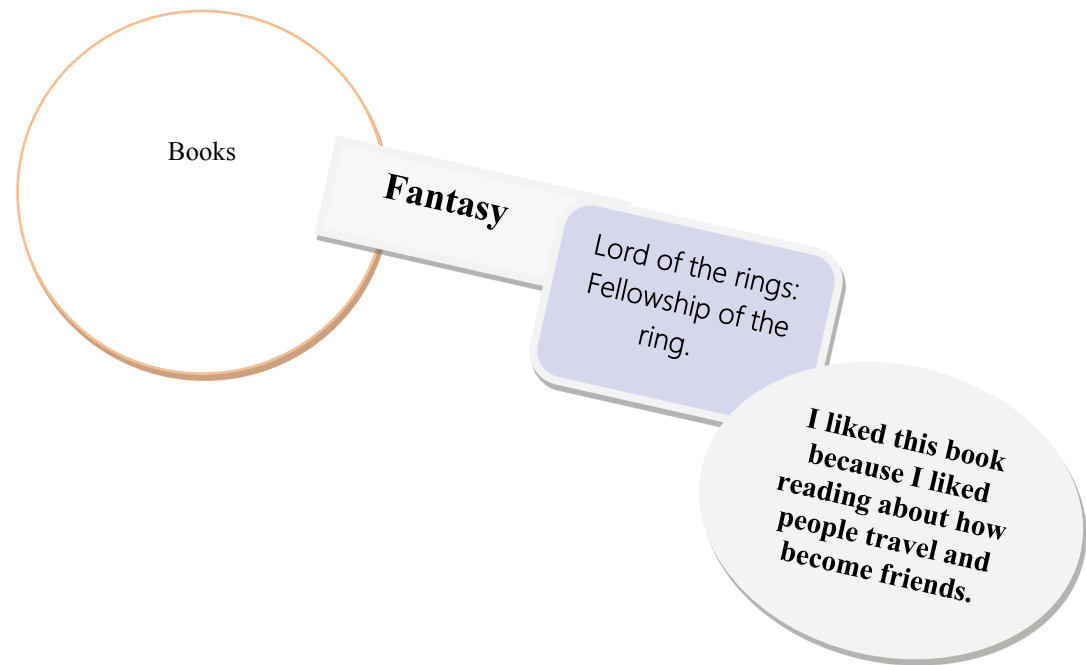 Books
Fantasy
Lord of the rings:
Fellowship of the
ring.
I liked this book
because I liked
reading about how
people travel and
become friends.